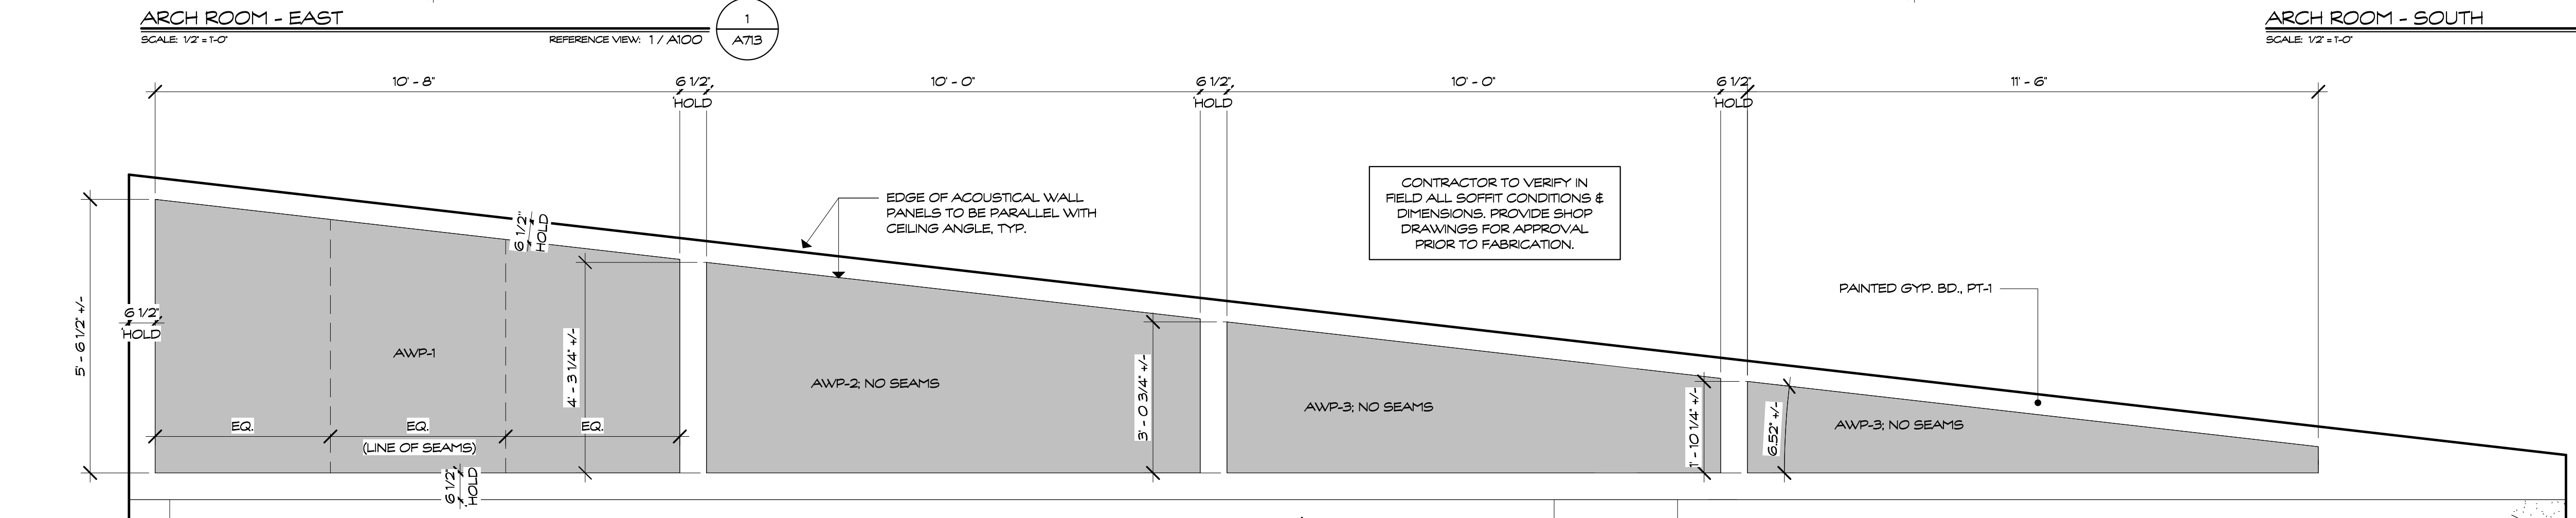 ARCH ROOM - EAST
SCALE: 1/2" = 1'-0"
REFERENCE VIEW: 1 / A100
1
A713
ARCH ROOM - SOUTH
SCALE: 1/2" = 1'-0"
10' - 8"
6 1/2"
HOLD
10' - 0"
6 1/2"
HOLD
10' - 0"
6 1/2"
HOLD
11' - 6"
EDGE OF ACOUSTICAL WALL
PANELS TO BE PARALLEL WITH
CEILING ANGLE, TYP.
CONTRACTOR TO VERIFY IN
FIELD ALL SOFFIT CONDITIONS &
DIMENSIONS. PROVIDE SHOP
DRAWINGS FOR APPROVAL
PRIOR TO FABRICATION.
PAINTED GYP. BD., PT-1
6 1/2"
HOLD
5' - 6 1/2" +/-
6 1/2"
HOLD
AWP-1
4' - 3 1/4" +/-
AWP-2; NO SEAMS
3' - 0 3/4" +/-
AWP-3; NO SEAMS
1' - 10 1/4" +/-
6.52° +/-
AWP-3; NO SEAMS
EQ.
EQ.
EQ.
(LINE OF SEAMS)
6 1/2"
HOLD